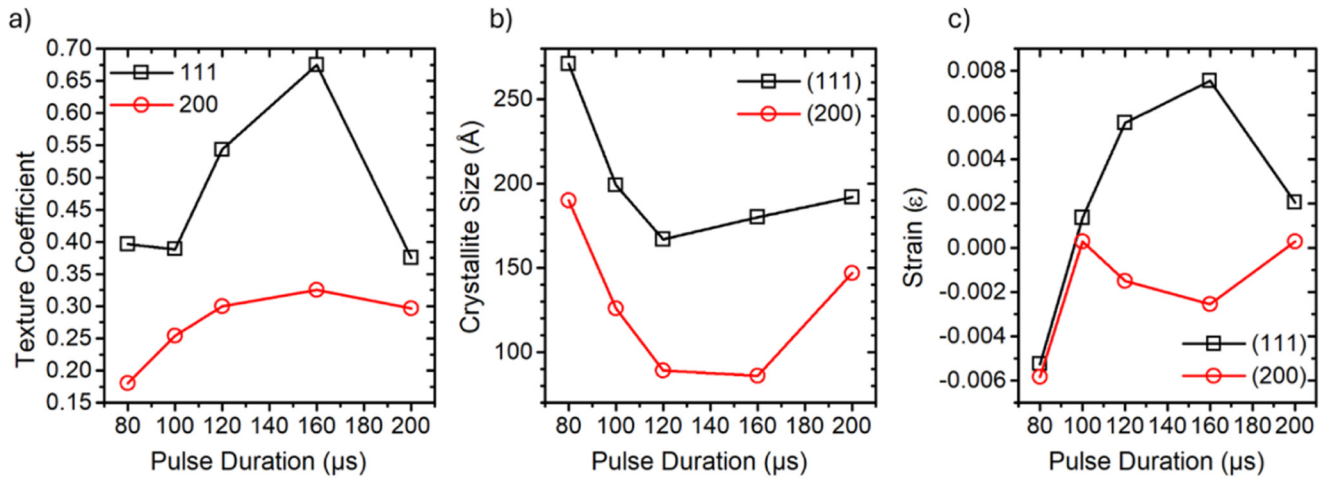 a)
0.70
0.65
0.60
0.55
0.50
0.45
0.40
0.35
0.30
0.25
0.20
0.15
Texture Coefficient
111
200
80 100 120 140 160 180 200
Pulse Duration (µs)
b)
250
200
150
100
Crystallite Size (Å)
(111)
(200)
80 100 120 140 160 180 200
Pulse Duration (µs)
c)
0.008
0.006
0.004
0.002
0.000
-0.002
-0.004
-0.006
Strain (ε)
(111)
(200)
80 100 120 140 160 180 200
Pulse Duration (µs)